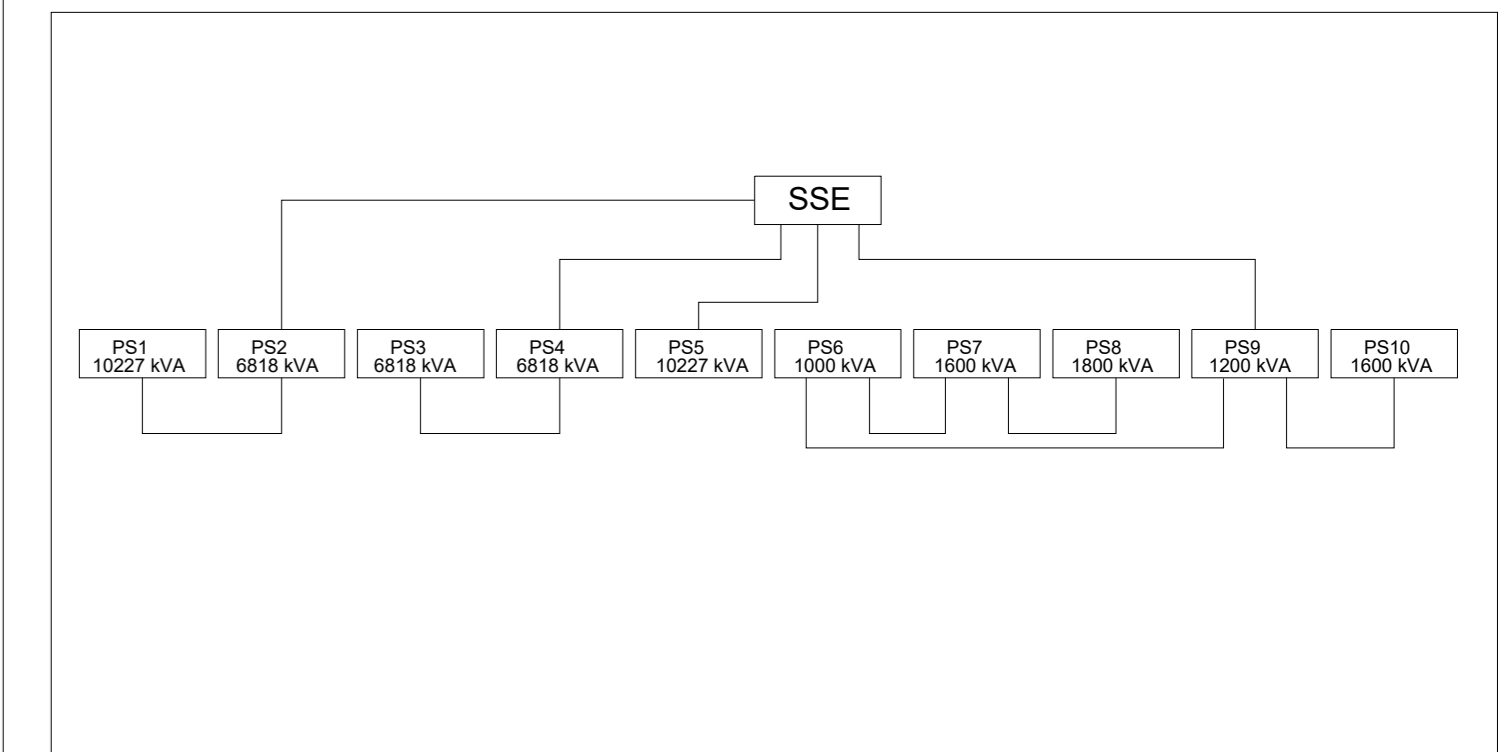 SSE
PS1
10227 kVA
PS2
6818 kVA
PS3
6818 kVA
PS4
6818 kVA
PS5
10227 kVA
PS6
1000 kVA
PS7
1600 kVA
PS8
1800 kVA
PS9
1200 kVA
PS10
1600 kVA